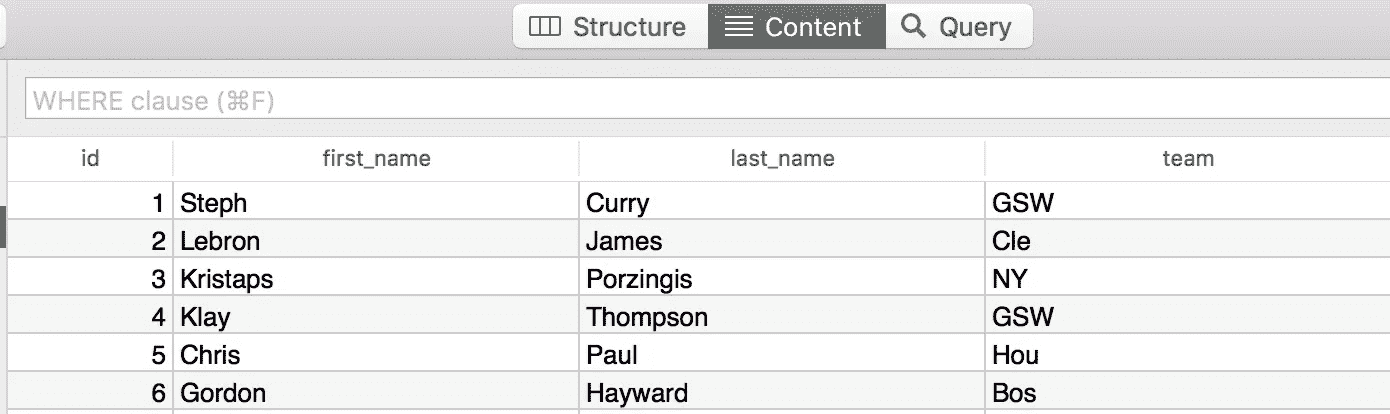 Structure Content Query
WHERE clause (⌘F)
id first_name last_name team
1 Steph Curry GSW
2 Lebron James Cle
3 Kristaps Porzingis NY
4 Klay Thompson GSW
5 Chris Paul Hou
6 Gordon Hayward Bos